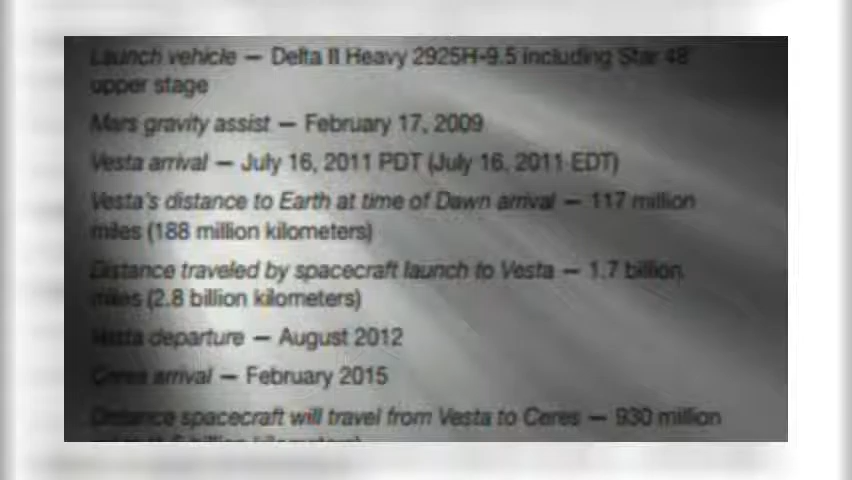 Launch vehicle – Delta II Heavy 2925H-9.5 including Star 48
upper stage
Mars gravity assist – February 17, 2009
Vesta arrival – July 16, 2011 PDT (July 16, 2011 EDT)
Vesta's distance to Earth at time of Dawn arrival – 117 million
miles (188 million kilometers)
Distance traveled by spacecraft launch to Vesta – 1.7 billion
miles (2.8 billion kilometers)
Vesta departure – August 2012
Ceres arrival – February 2015
Distance spacecraft will travel from Vesta to Ceres – 930 million